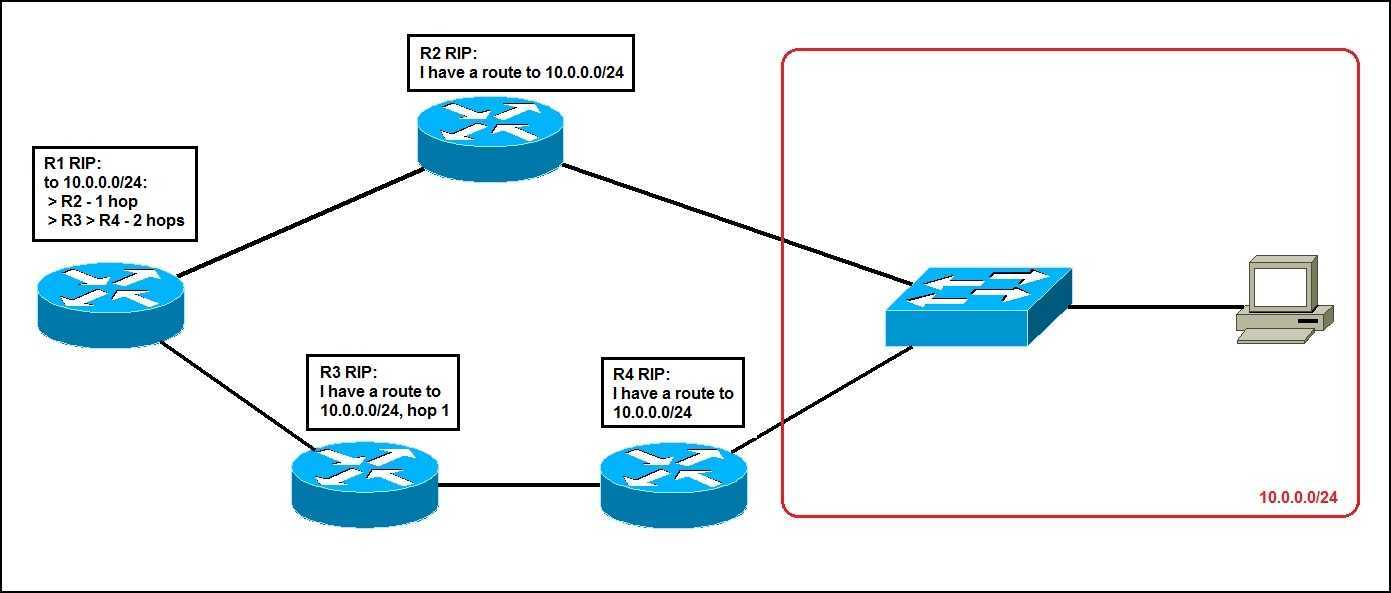 R2 RIP:
I have a route to 10.0.0.0/24
R1 RIP:
to 10.0.0.0/24:
> R2 - 1 hop
> R3 > R4 - 2 hops
R3 RIP:
I have a route to
10.0.0.0/24, hop 1
R4 RIP:
I have a route to
10.0.0.0/24
10.0.0.0/24